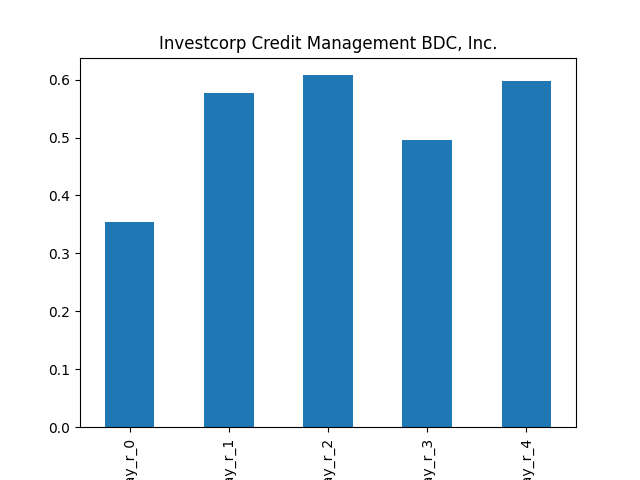 Investcorp Credit Management BDC, Inc.
0.6
0.5
0.4
0.3
0.2
0.1
0.0
ay_r_0
ay_r_1
ay_r_2
ay_r_3
ay_r_4